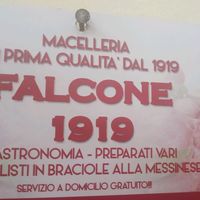 MACELLERIA
PRIMA QUALITA' DAL 1919
FALCONE
1919
ASTRONOMIA - PREPARATI VARI
LISTI IN BRACIOLE ALLA MESSINESE
SERVIZIO A DOMICILIO GRATUITO!!!